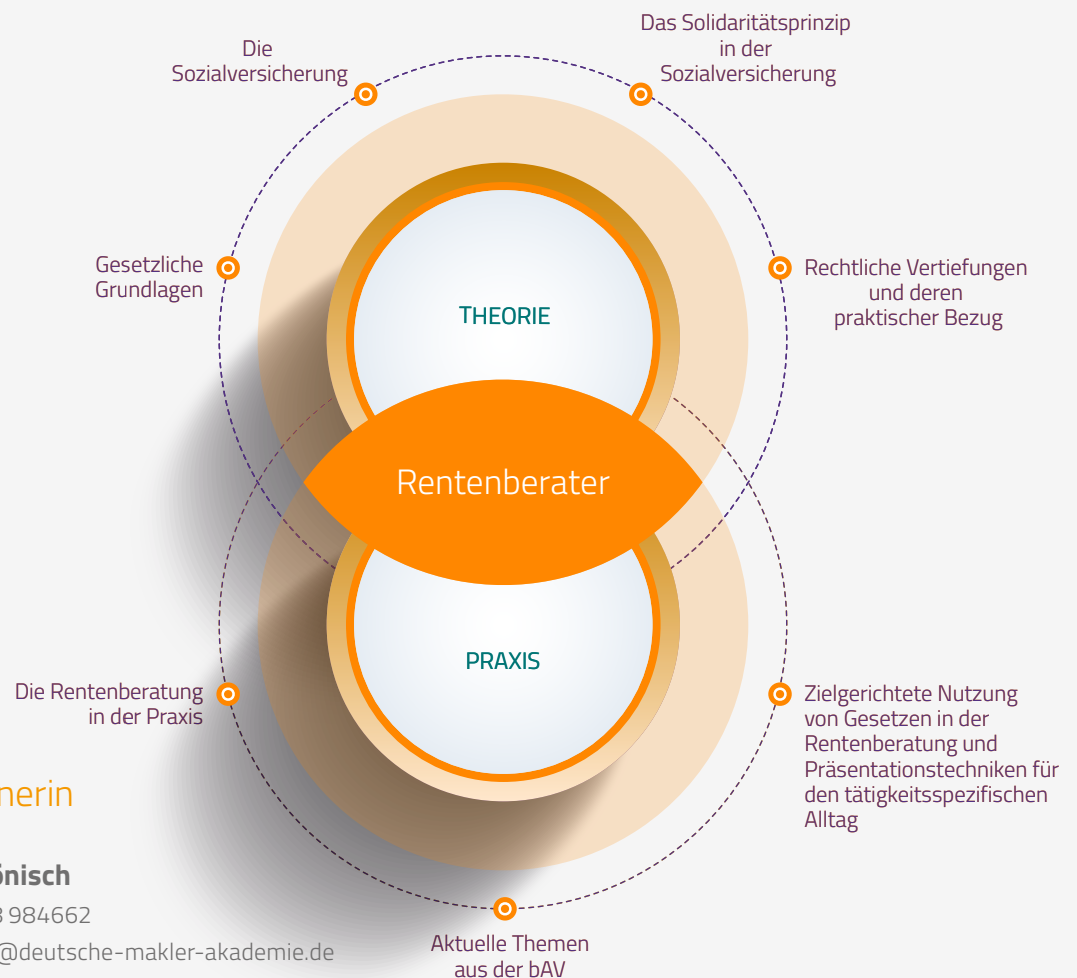 Die
Sozialversicherung
Das Solidaritätsprinzip
in der
Sozialversicherung
Gesetzliche
Grundlagen
Rechtliche Vertiefungen
und deren
praktischer Bezug
THEORIE
Rentenberater
PRAXIS
Die Rentenberatung
in der Praxis
Zielgerichtete Nutzung
von Gesetzen in der
Rentenberatung und
Präsentationstechniken für
den tätigkeitsspezifischen
Alltag
nerin
önisch
984662
@deutsche-makler-akademie.de
Aktuelle Themen
aus der bAV